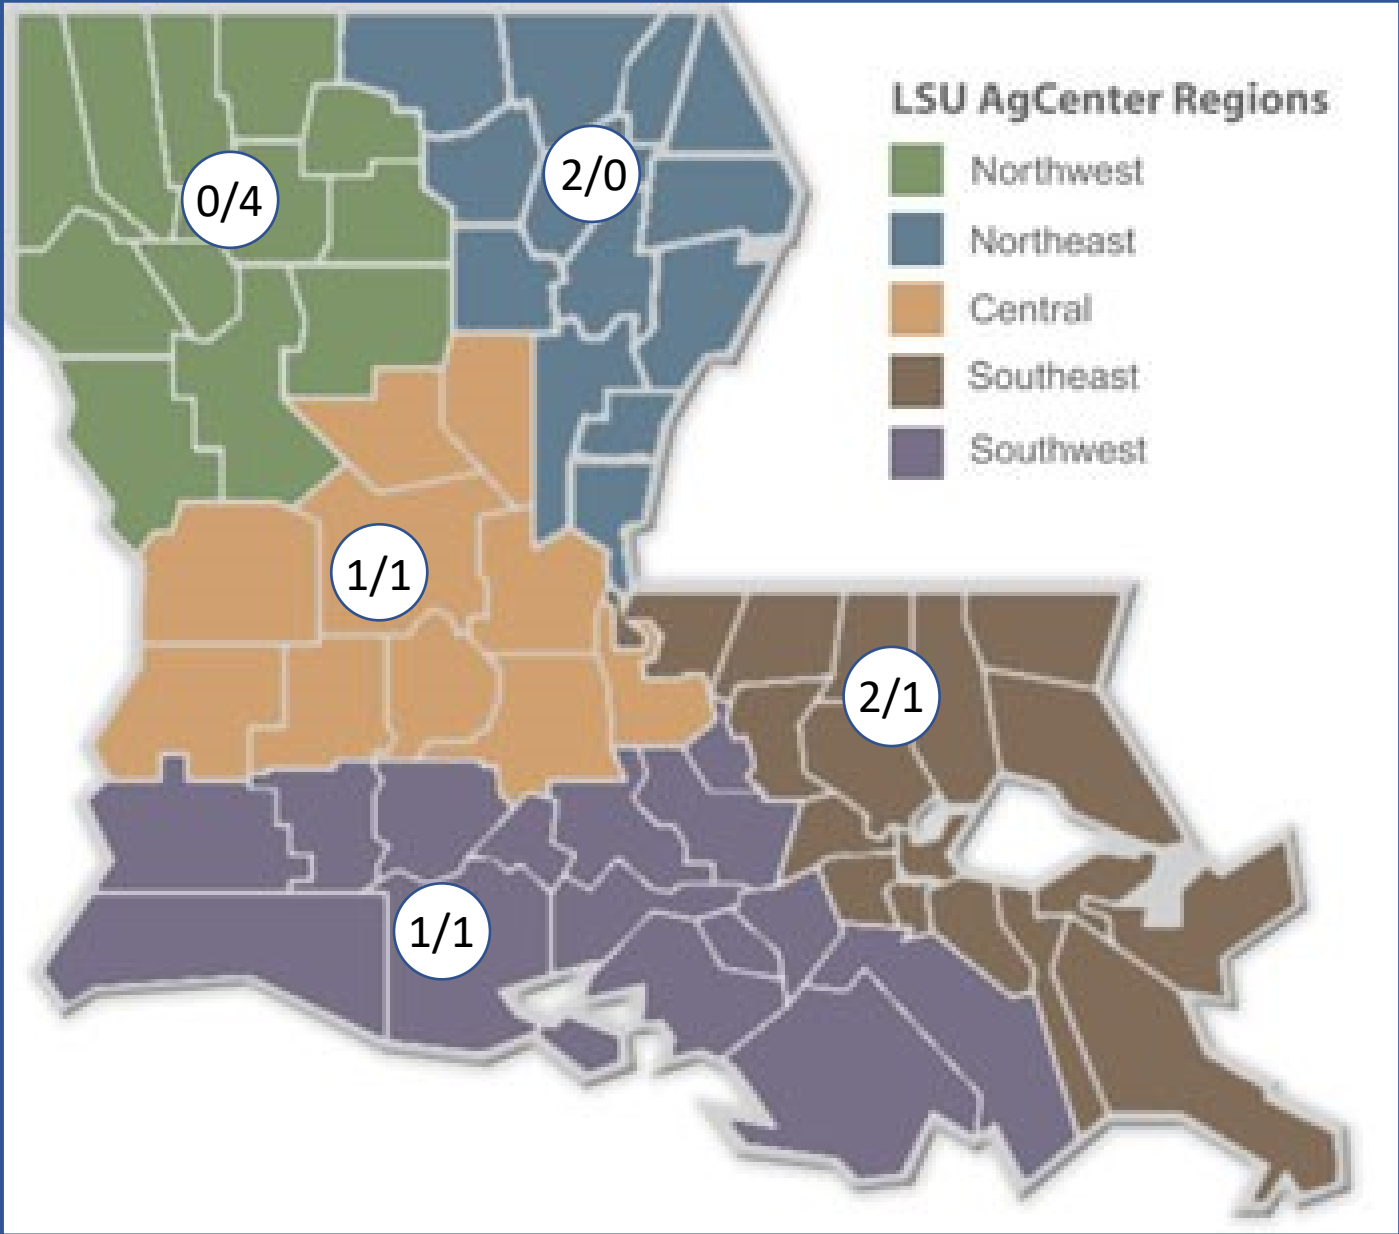 LSU AgCenter Regions
Northwest
Northeast
Central
Southeast
Southwest
0/4
2/0
1/1
2/1
1/1